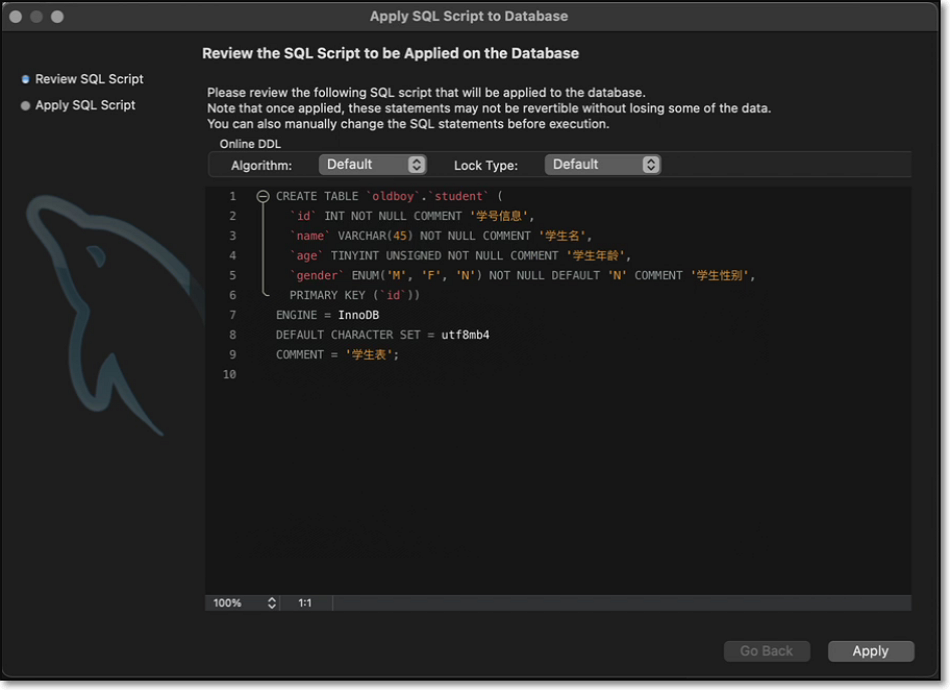 Apply SQL Script to Database
Review the SQL Script to be Applied on the Database
Review SQL Script
Apply SQL Script
Please review the following SQL script that will be applied to the database.
Note that once applied, these statements may not be revertible without losing some of the data.
You can also manually change the SQL statements before execution.
Online DDL
Algorithm: Default Lock Type: Default
1 CREATE TABLE `oldboy`.`student` (
2 `id` INT NOT NULL COMMENT '学号信息',
3 `name` VARCHAR(45) NOT NULL COMMENT '学生名',
4 `age` TINYINT UNSIGNED NOT NULL COMMENT '学生年龄',
5 `gender` ENUM('M', 'F', 'N') NOT NULL DEFAULT 'N' COMMENT '学生性别',
6 PRIMARY KEY (`id`))
7 ENGINE = InnoDB
8 DEFAULT CHARACTER SET = utf8mb4
9 COMMENT = '学生表';
10
100% 1:1
Go Back Apply